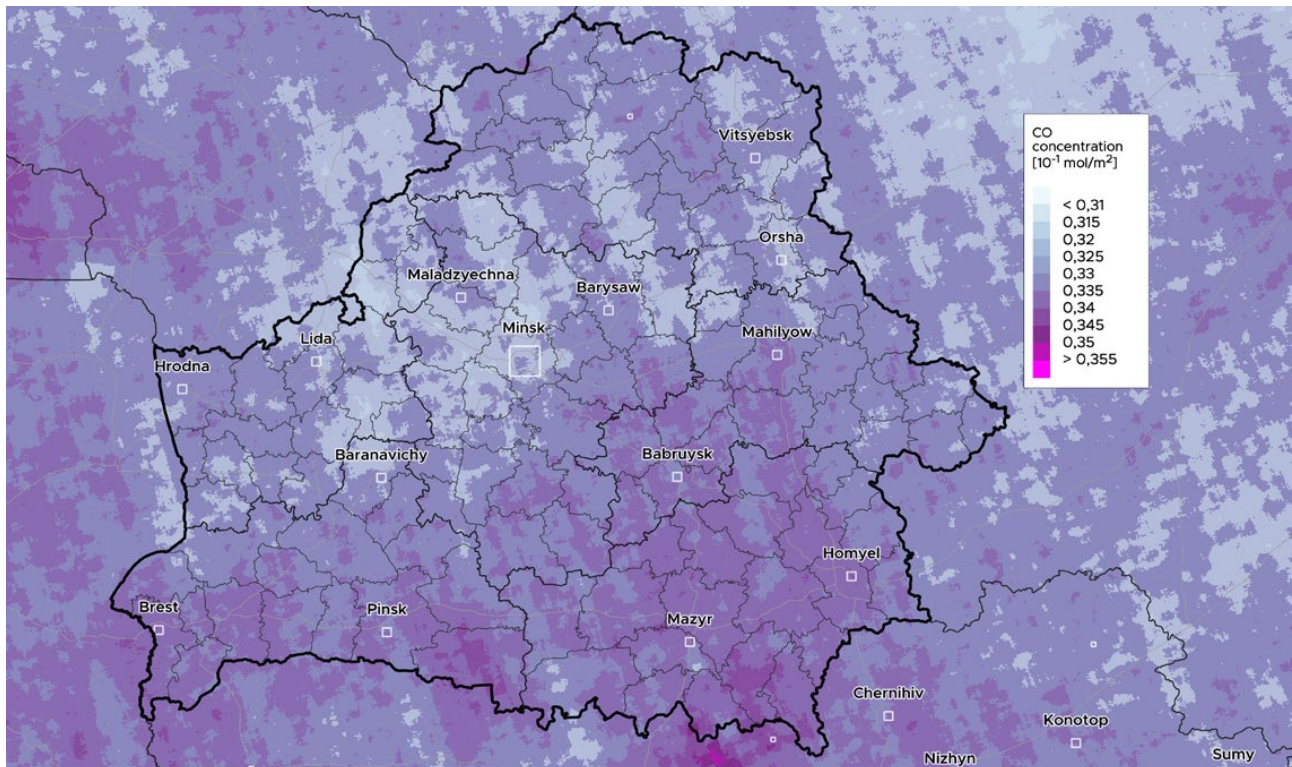 Vitsyebsk
CO
concentration
[10⁻¹ mol/m²]
< 0,31
0,315
0,32
0,325
0,33
0,335
0,34
0,345
0,35
> 0,355
Orsha
Maladzyechna
Barysaw
Minsk
Mahilyow
Lida
Hrodna
Baranavichy
Babruysk
Homyel
Brest
Pinsk
Mazyr
Chernihiv
Konotop
Nizhyn
Sumy